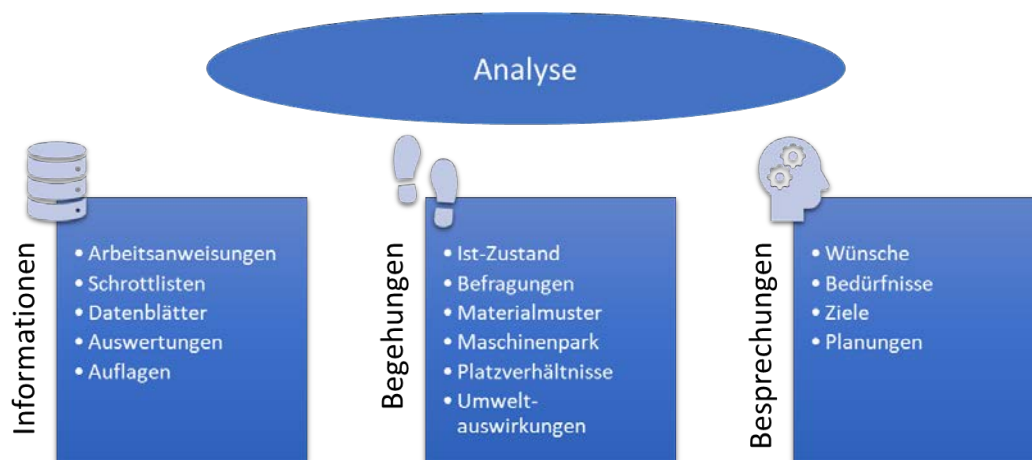 Analyse
Informationen
• Arbeitsanweisungen
• Schrottlisten
• Datenblätter
• Auswertungen
• Auflagen
Begehungen
• Ist-Zustand
• Befragungen
• Materialmuster
• Maschinenpark
• Platzverhältnisse
• Umwelt-
auswirkungen
Besprechungen
• Wünsche
• Bedürfnisse
• Ziele
• Planungen